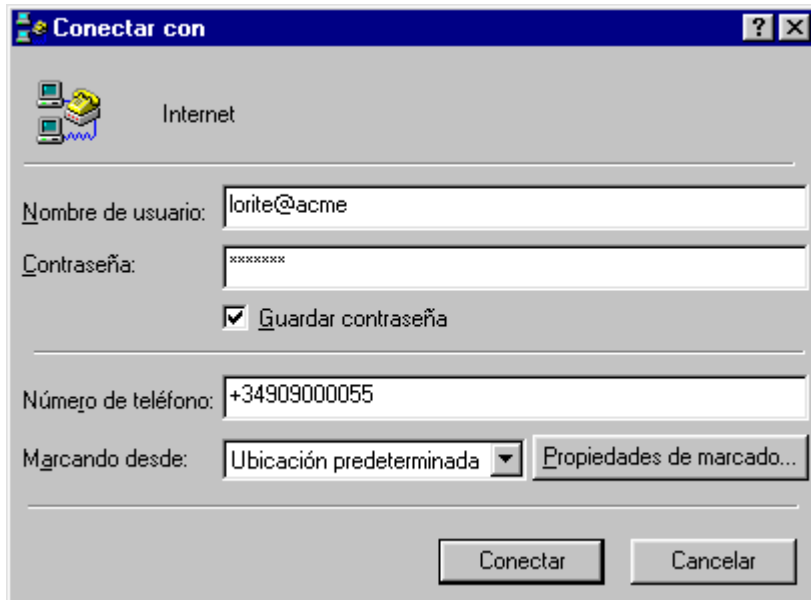 Conectar con
Internet
Nombre de usuario: lorite@acme
Contraseña: *******
Guardar contraseña
Número de teléfono: +34909000055
Marcando desde: Ubicación predeterminada Propiedades de marcado...
Conectar Cancelar